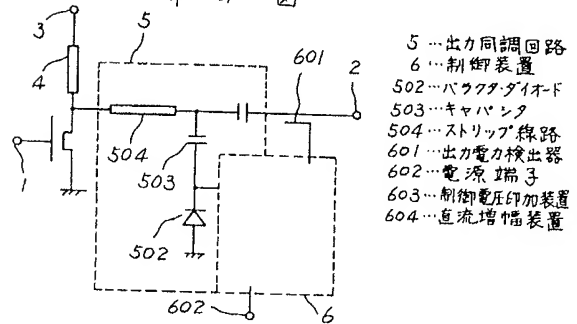 図
3
5
4
601
2
504
503
1
502
602
6
5…出力同調回路
6…制御装置
502…バラクタ・ダイオード
503…キャパシタ
504…ストリップ線路
601…出力電力検出器
602…電源端子
603…制御電圧印加装置
604…直流増幅装置